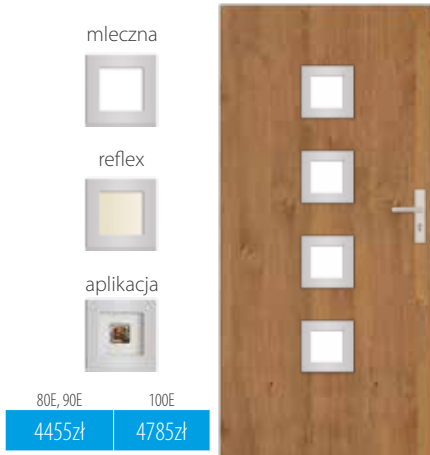 mleczna
reflex
aplikacja
80E, 90E 100E
4455zł 4785zł